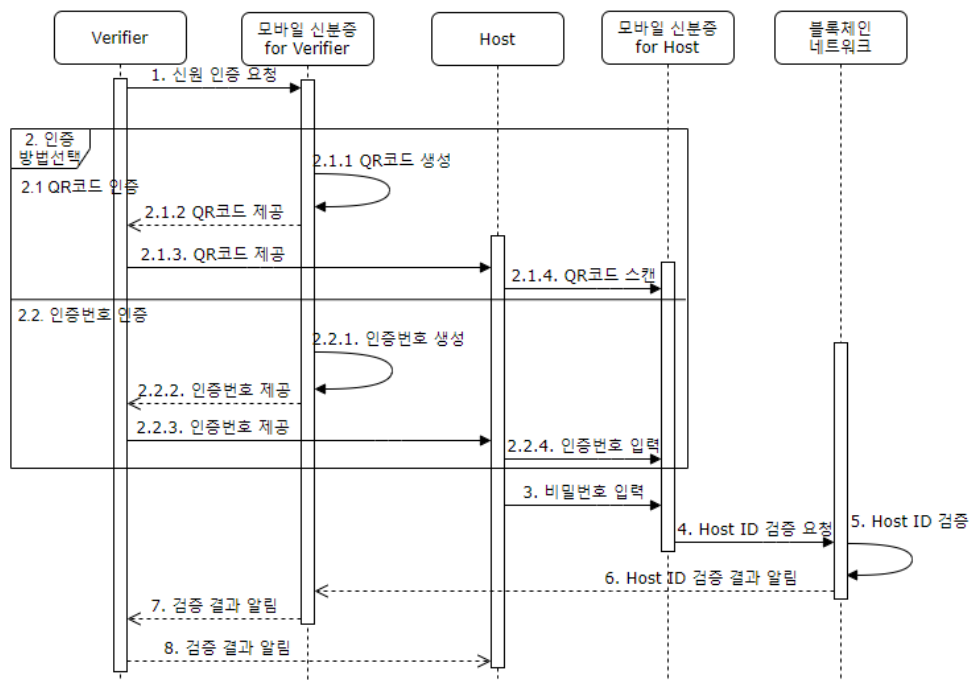 Verifier
모바일 신분증
for Verifier
Host
모바일 신분증
for Host
블록체인
네트워크
1. 신원 인증 요청
2. 인증
방법선택
2.1.1 QR코드 생성
2.1 QR코드 인증
2.1.2 QR코드 제공
2.1.3. QR코드 제공
2.1.4. QR코드 스캔
2.2. 인증번호 인증
2.2.1. 인증번호 생성
2.2.2. 인증번호 제공
2.2.3. 인증번호 제공
2.2.4. 인증번호 입력
3. 비밀번호 입력
4. Host ID 검증 요청
5. Host ID 검증
6. Host ID 검증 결과 알림
7. 검증 결과 알림
8. 검증 결과 알림